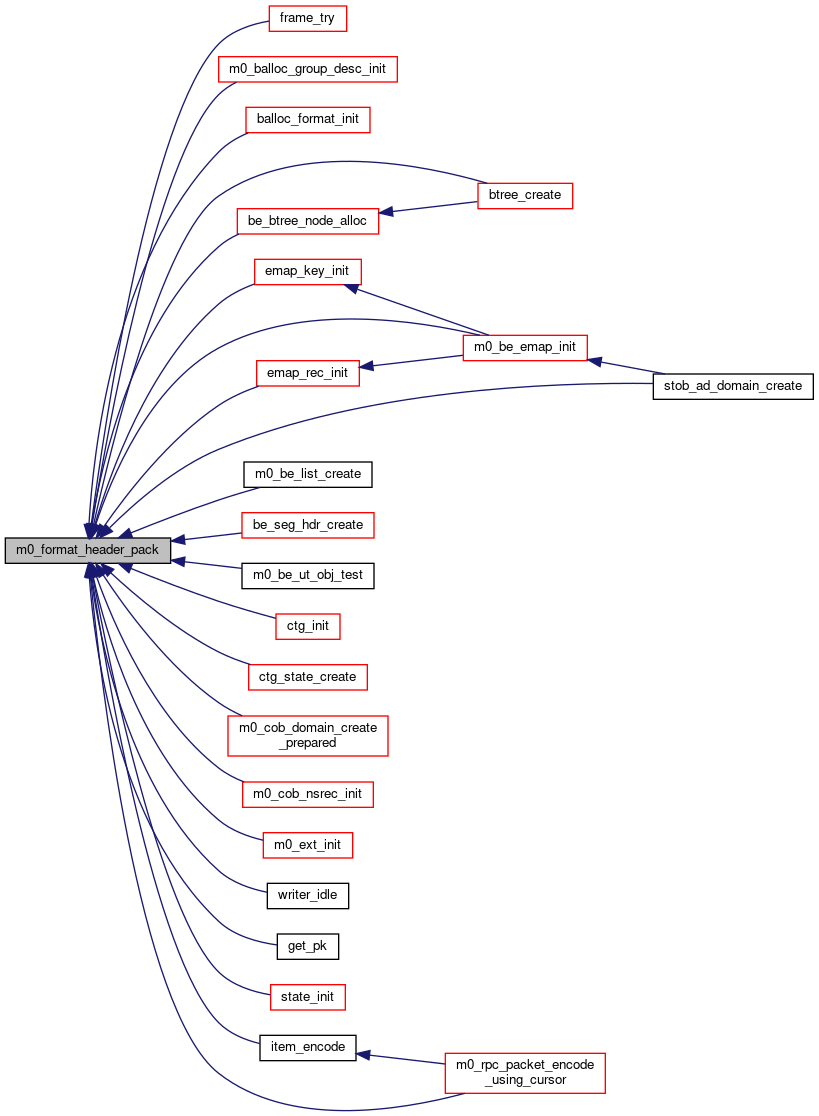 frame_try
m0_balloc_group_desc_init
balloc_format_init
btree_create
be_btree_node_alloc
emap_key_init
m0_be_emap_init
emap_rec_init
stob_ad_domain_create
m0_be_list_create
be_seg_hdr_create
m0_format_header_pack
m0_be_ut_obj_test
ctg_init
ctg_state_create
m0_cob_domain_create
_prepared
m0_cob_nsrec_init
m0_ext_init
writer_idle
get_pk
state_init
item_encode
m0_rpc_packet_encode
_using_cursor